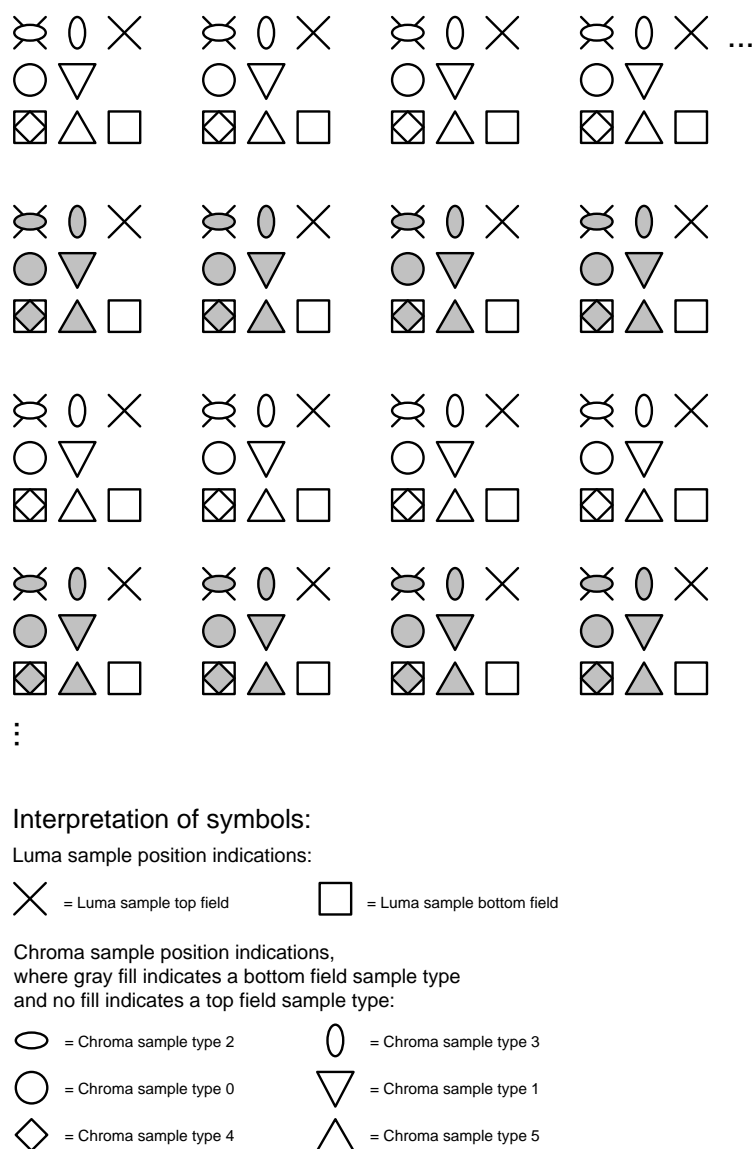 ...
⋮
Interpretation of symbols:
Luma sample position indications:
= Luma sample top field
= Luma sample bottom field
Chroma sample position indications,
where gray fill indicates a bottom field sample type
and no fill indicates a top field sample type:
= Chroma sample type 2
= Chroma sample type 3
= Chroma sample type 0
= Chroma sample type 1
= Chroma sample type 4
= Chroma sample type 5